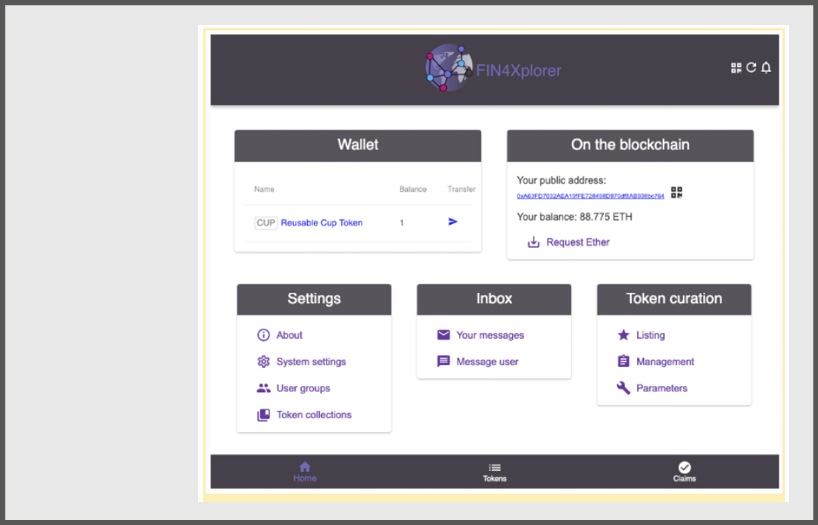 FIN4Xplorer
Wallet
Name Balance Transfer
CUP Reusable Cup Token 1
On the blockchain
Your public address:
Your balance: 88.775 ETH
Request Ether
Settings
About
System settings
User groups
Token collections
Inbox
Your messages
Message user
Token curation
Listing
Management
Parameters
Home
Tokens
Claims